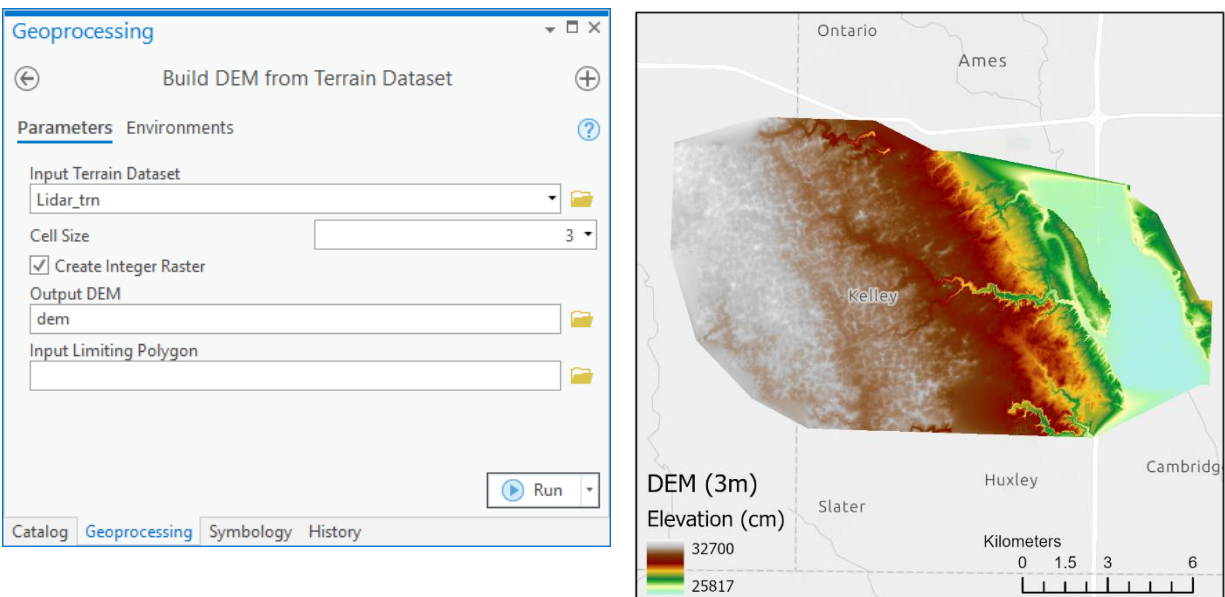 Geoprocessing
Build DEM from Terrain Dataset
Parameters Environments
Input Terrain Dataset
Lidar_trn
Cell Size
3
Create Integer Raster
Output DEM
dem
Input Limiting Polygon
Run
Catalog Geoprocessing Symbology History
Ontario
Ames
Kelley
Cambridg
Huxley
Slater
DEM (3m)
Elevation (cm)
32700
25817
Kilometers
0 1.5 3 6